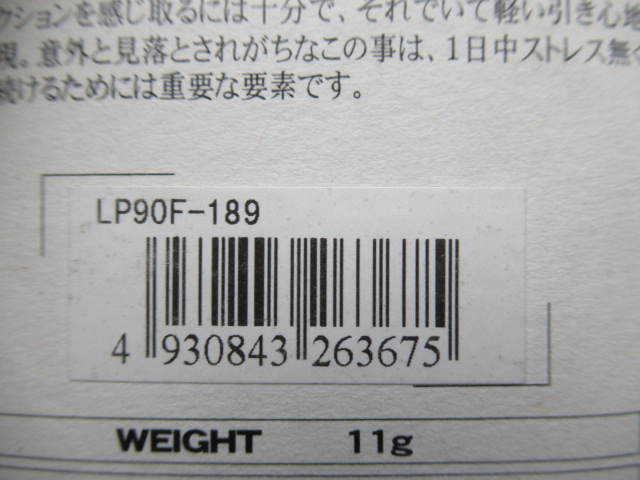 クションを感じ取るには十分で、それでいて軽い引き心地
現。意外と見落とされがちなこの事は、1日中ストレス無く
続けるためには重要な要素です。
LP90F-189
4 930843 263675
WEIGHT 11g